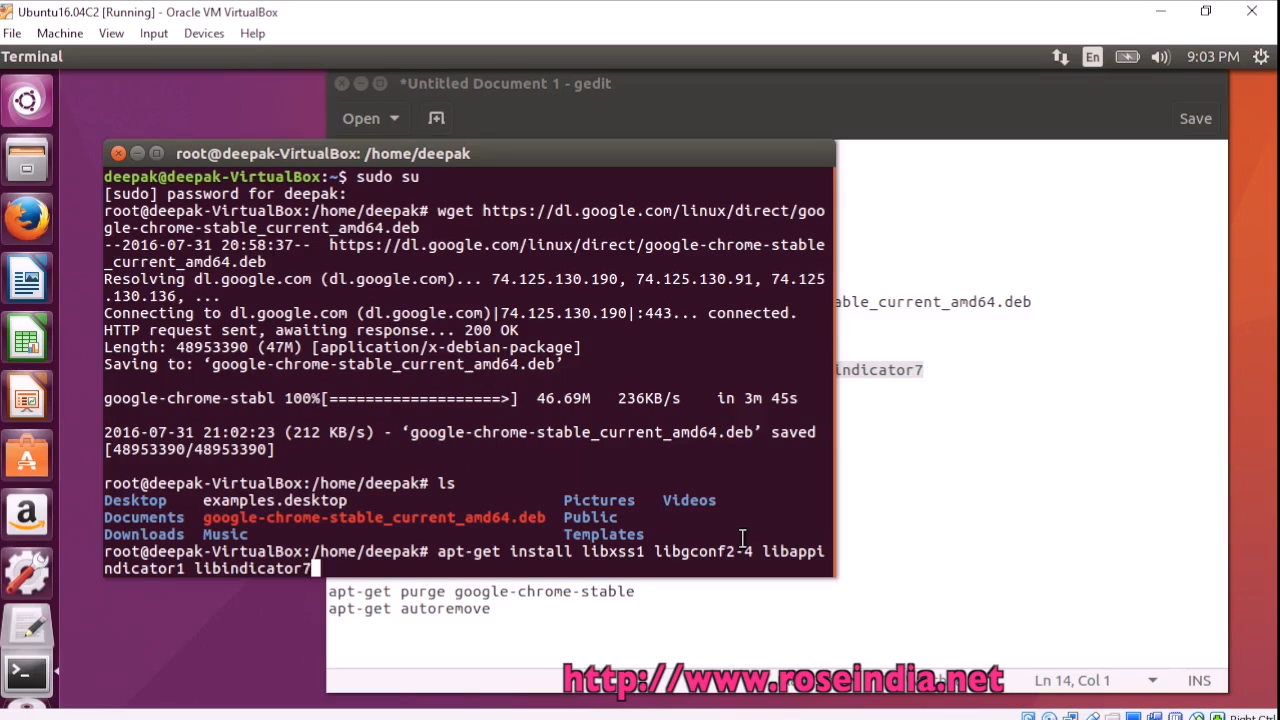 Ubuntu16.04C2 [Running] - Oracle VM VirtualBox
File Machine View Input Devices Help
Terminal En 9:03 PM
*Untitled Document 1 - gedit
Open Save
root@deepak-VirtualBox: /home/deepak
deepak@deepak-VirtualBox:~$ sudo su
[sudo] password for deepak:
root@deepak-VirtualBox:/home/deepak# wget https://dl.google.com/linux/direct/goo
gle-chrome-stable_current_amd64.deb
--2016-07-31 20:58:37-- https://dl.google.com/linux/direct/google-chrome-stable
_current_amd64.deb
Resolving dl.google.com (dl.google.com)... 74.125.130.190, 74.125.130.91, 74.125
.130.136, ...
Connecting to dl.google.com (dl.google.com)|74.125.130.190|:443... connected.
HTTP request sent, awaiting response... 200 OK
Length: 48953390 (47M) [application/x-debian-package]
Saving to: ‘google-chrome-stable_current_amd64.deb’
google-chrome-stabl 100%[===================>] 46.69M 236KB/s in 3m 45s
2016-07-31 21:02:23 (212 KB/s) - ‘google-chrome-stable_current_amd64.deb’ saved
[48953390/48953390]
root@deepak-VirtualBox:/home/deepak# ls
Desktop examples.desktop Pictures Videos
Documents google-chrome-stable_current_amd64.deb Public
Downloads Music Templates
root@deepak-VirtualBox:/home/deepak# apt-get install libxss1 libgconf2-4 libappi
ndicator1 libindicator7
able_current_amd64.deb
indicator7
apt-get purge google-chrome-stable
apt-get autoremove
http://www.roseindia.net
Ln 14, Col 1 INS
Right Ctrl